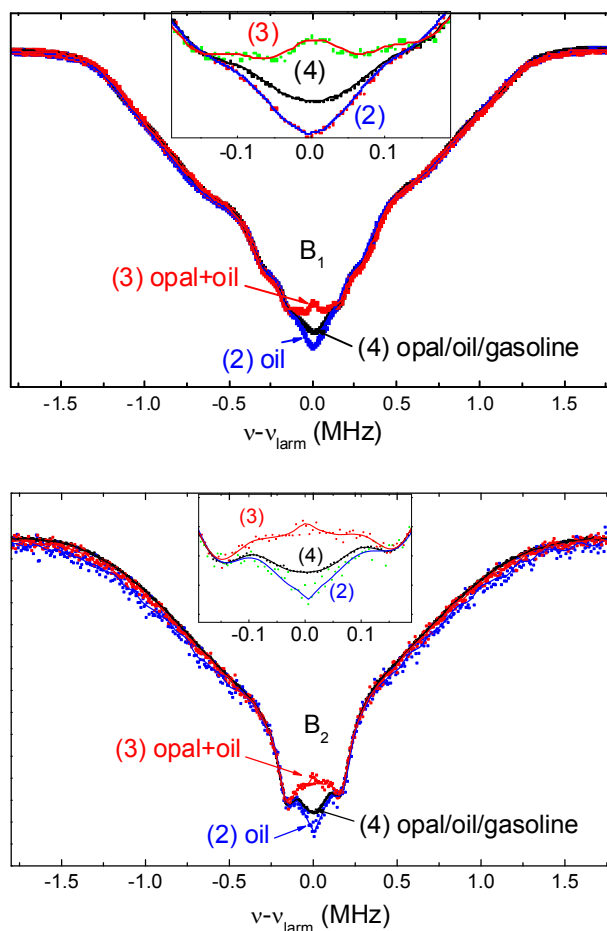 (3)
(4)
(2)
-0.1 0.0 0.1
B1
(3) opal+oil
(2) oil
(4) opal/oil/gasoline
-1.5 -1.0 -0.5 0.0 0.5 1.0 1.5
ν-νlarm (MHz)
(3)
(4)
(2)
-0.1 0.0 0.1
B2
(3) opal+oil
(2) oil
(4) opal/oil/gasoline
-1.5 -1.0 -0.5 0.0 0.5 1.0 1.5
ν-νlarm (MHz)